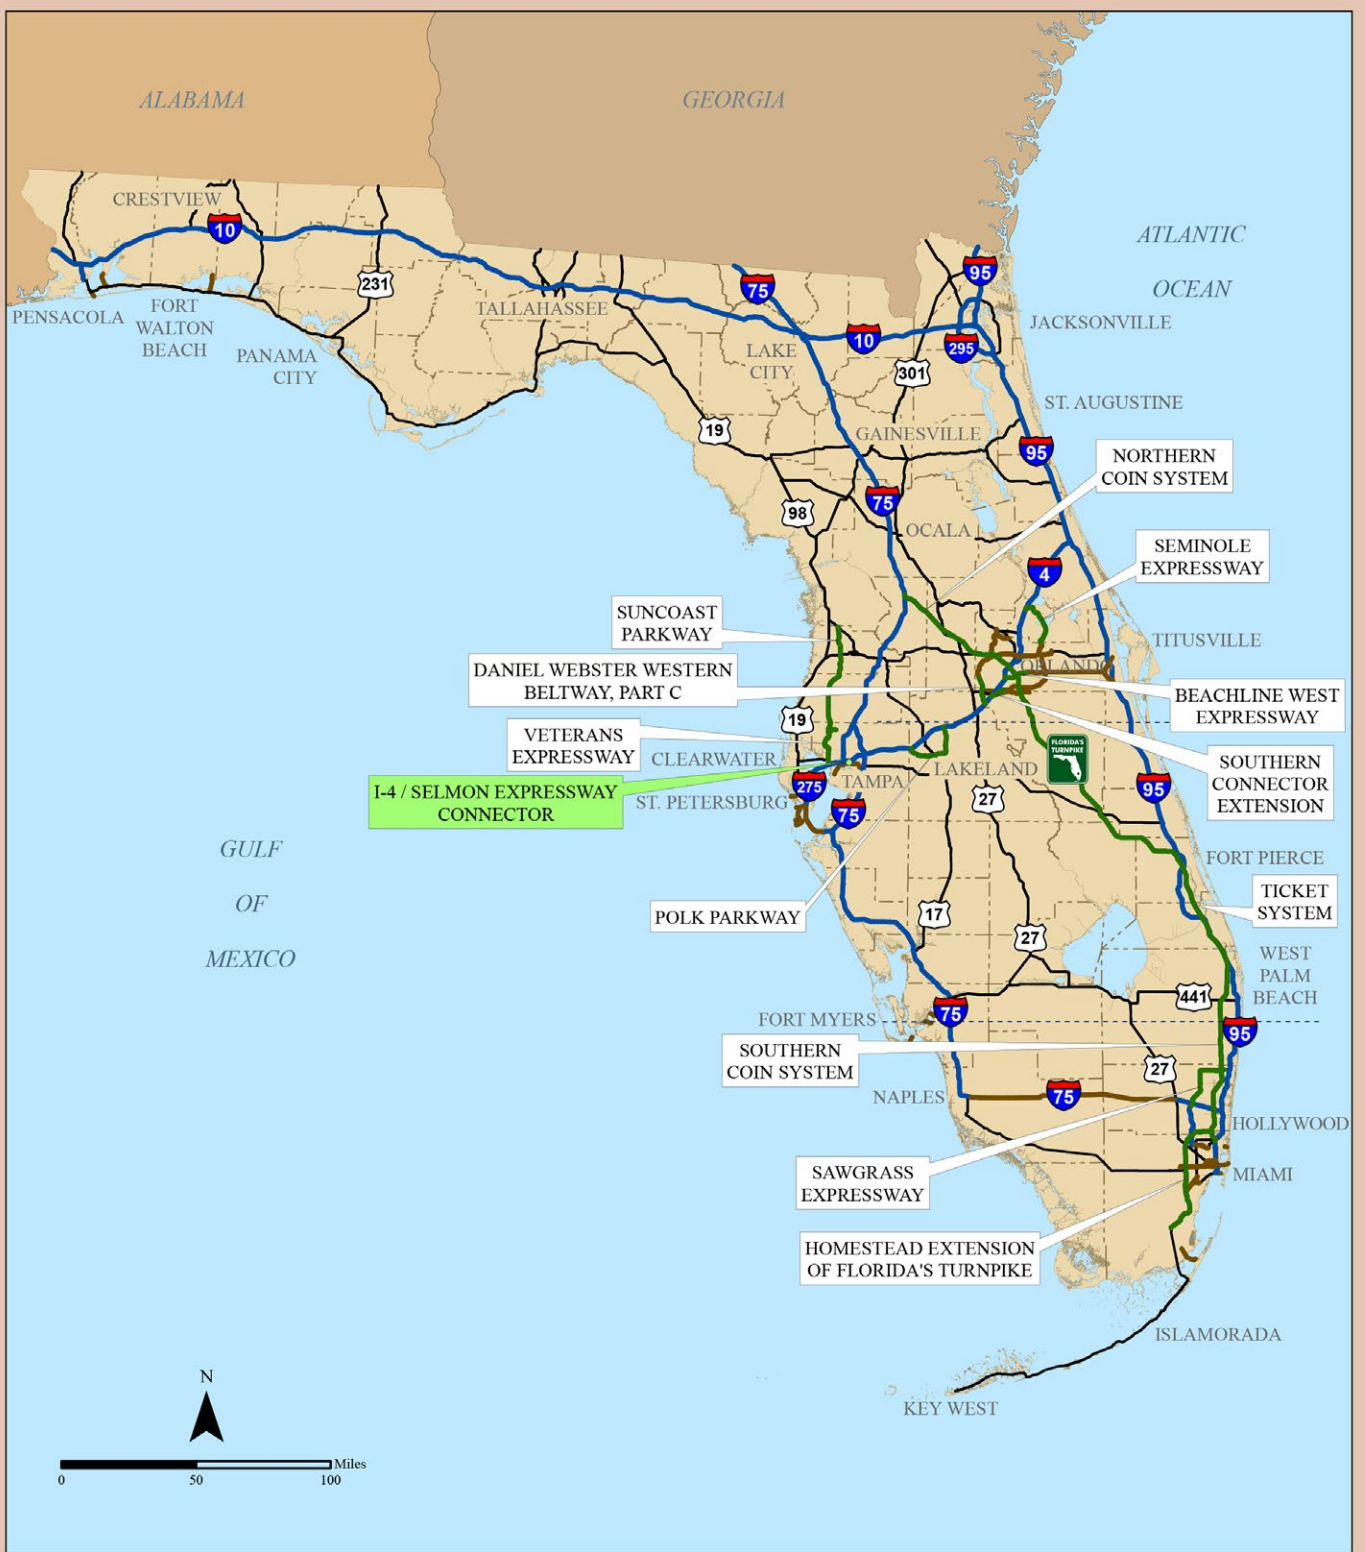 ALABAMA
GEORGIA
CRESTVIEW
10
231
PENSACOLA
FORT
WALTON
BEACH
PANAMA
CITY
TALLAHASSEE
75
LAKE
CITY
10
95
295
301
ATLANTIC
OCEAN
JACKSONVILLE
ST. AUGUSTINE
19
GAINESVILLE
95
NORTHERN
COIN SYSTEM
98
75
OCALA
4
SEMINOLE
EXPRESSWAY
SUNCOAST
PARKWAY
TITUSVILLE
DANIEL WEBSTER WESTERN
BELTWAY, PART C
ORLANDO
BEACHLINE WEST
EXPRESSWAY
19
VETERANS
EXPRESSWAY
CLEARWATER
FLORIDA'S
TURNPIKE
SOUTHERN
CONNECTOR
EXTENSION
I-4 / SELMON EXPRESSWAY
CONNECTOR
275
TAMPA
LAKELAND
ST. PETERSBURG
75
27
95
GULF
OF
MEXICO
FORT PIERCE
TICKET
SYSTEM
POLK PARKWAY
17
27
WEST
PALM
BEACH
441
FORT MYERS
75
95
SOUTHERN
COIN SYSTEM
27
NAPLES
75
HOLLYWOOD
SAWGRASS
EXPRESSWAY
MIAMI
HOMESTEAD EXTENSION
OF FLORIDA'S TURNPIKE
ISLAMORADA
KEY WEST
N
Miles
0 50 100